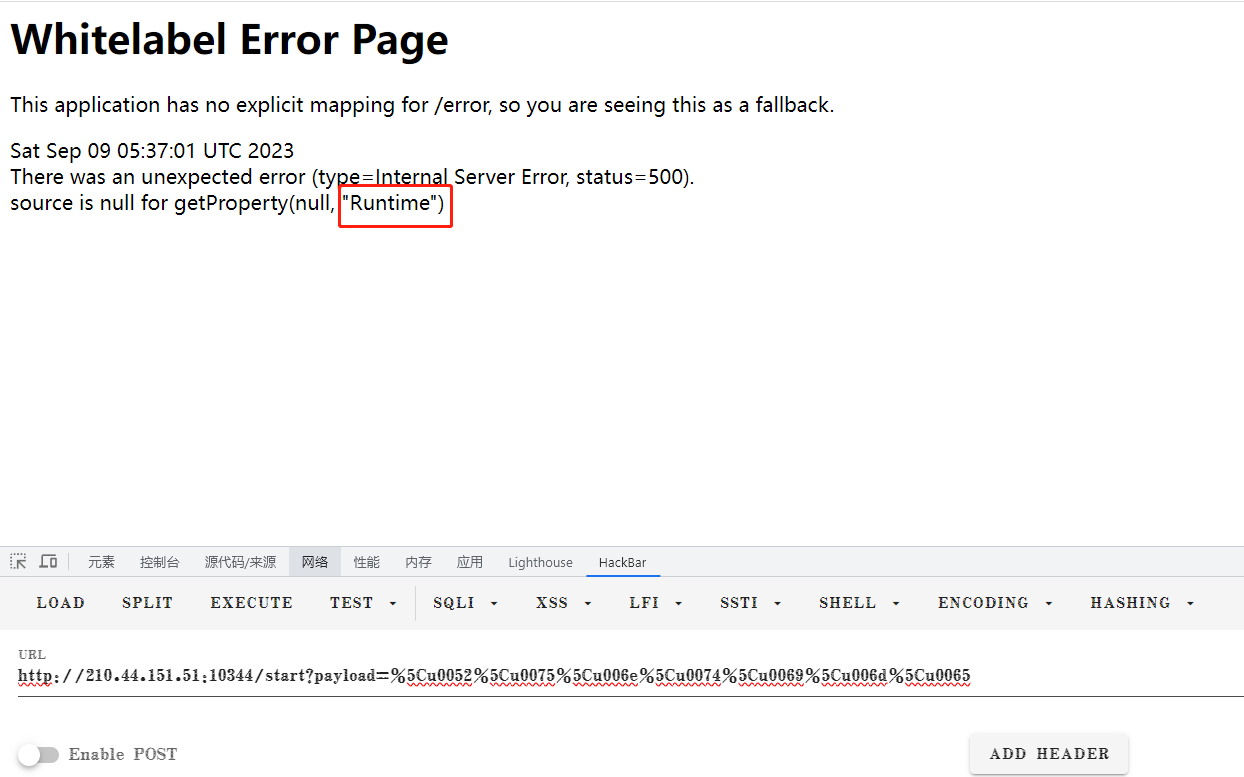 Whitelabel Error Page
This application has no explicit mapping for /error, so you are seeing this as a fallback.
Sat Sep 09 05:37:01 UTC 2023
There was an unexpected error (type=Internal Server Error, status=500).
source is null for getProperty(null, "Runtime")
元素 控制台 源代码/来源 网络 性能 内存 应用 Lighthouse HackBar
LOAD SPLIT EXECUTE TEST SQLI XSS LFI SSTI SHELL ENCODING HASHING
URL
http://210.44.151.51:10344/start?payload=%5Cu0052%5Cu0075%5Cu006e%5Cu0074%5Cu0069%5Cu006d%5Cu0065
Enable POST ADD HEADER